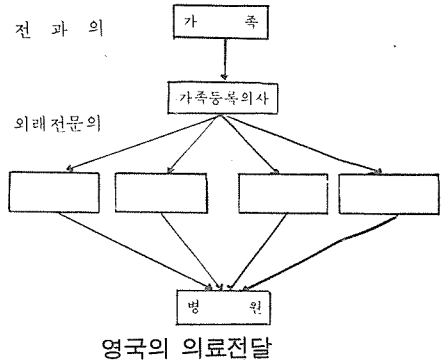 전 과 의
가 족
가족등록의사
외래전문의
병 원
영국의 의료전달